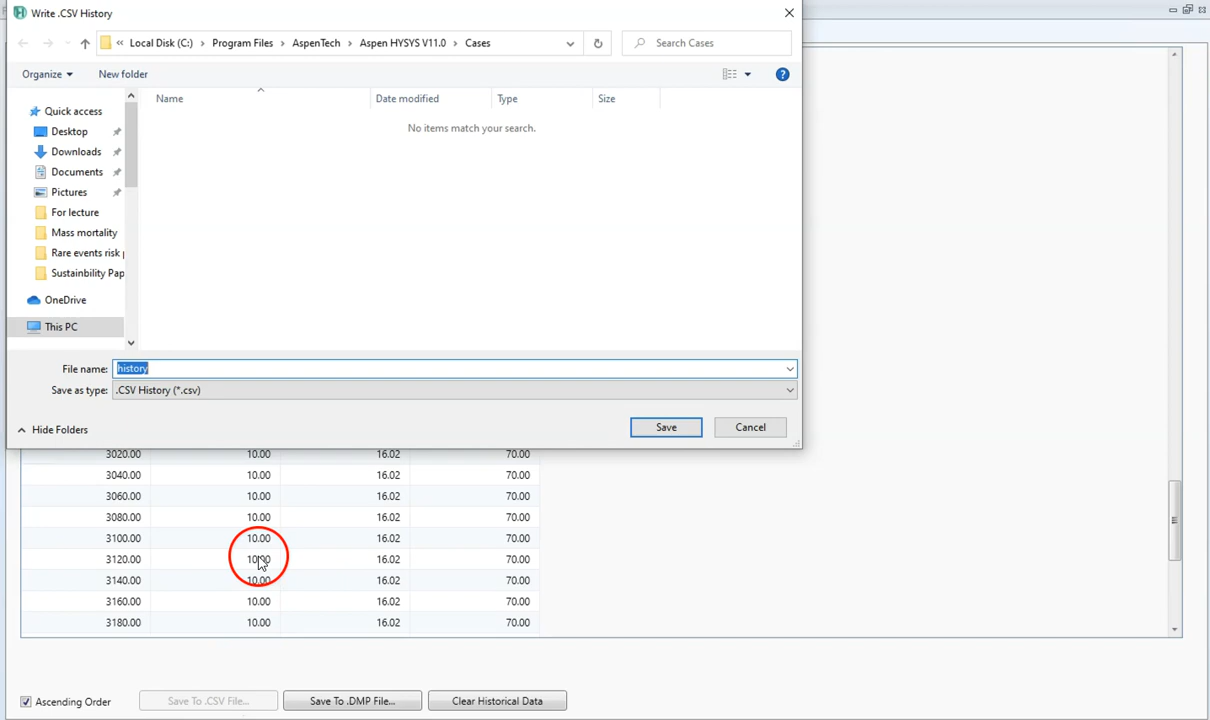 Write .CSV History
« Local Disk (C:) > Program Files > AspenTech > Aspen HYSYS V11.0 > Cases
Search Cases
Organize
New folder
Name
Date modified
Type
Size
No items match your search.
Quick access
Desktop
Downloads
Documents
Pictures
For lecture
Mass mortality
Rare events risk
Sustainbility Pap
OneDrive
This PC
File name: history
Save as type: .CSV History (*.csv)
Hide Folders
Save
Cancel
3020.00 10.00 16.02 70.00
3040.00 10.00 16.02 70.00
3060.00 10.00 16.02 70.00
3080.00 10.00 16.02 70.00
3100.00 10.00 16.02 70.00
3120.00 10.00 16.02 70.00
3140.00 10.00 16.02 70.00
3160.00 10.00 16.02 70.00
3180.00 10.00 16.02 70.00
Ascending Order
Save To .CSV File...
Save To .DMP File...
Clear Historical Data